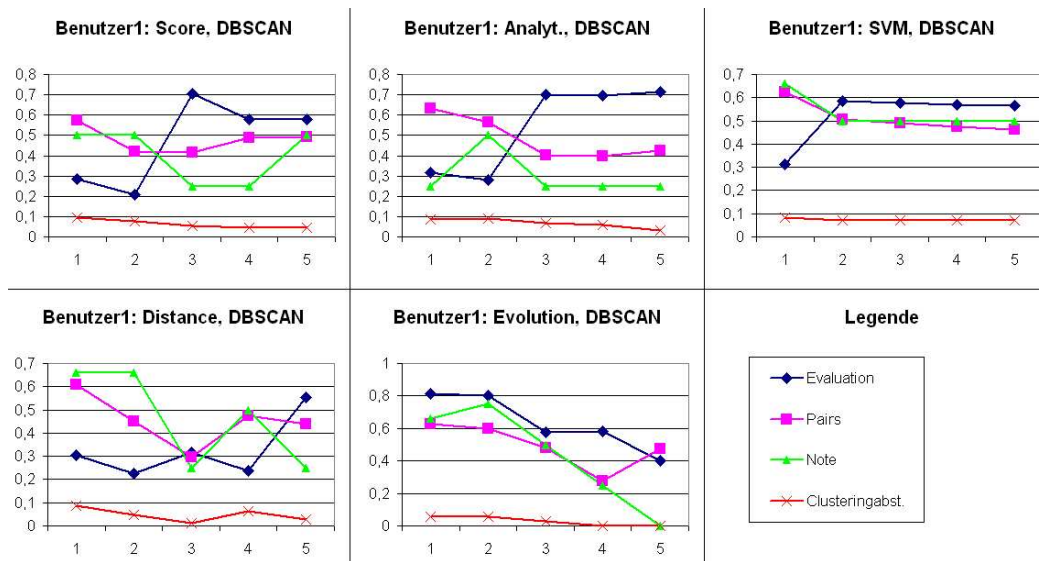 Benutzer1: Score, DBSCAN
0,8
0,7
0,6
0,5
0,4
0,3
0,2
0,1
0
1 2 3 4 5
Benutzer1: Analyt., DBSCAN
0,8
0,7
0,6
0,5
0,4
0,3
0,2
0,1
0
1 2 3 4 5
Benutzer1: SVM, DBSCAN
0,7
0,6
0,5
0,4
0,3
0,2
0,1
0
1 2 3 4 5
Benutzer1: Distance, DBSCAN
0,7
0,6
0,5
0,4
0,3
0,2
0,1
0
1 2 3 4 5
Benutzer1: Evolution, DBSCAN
1
0,8
0,6
0,4
0,2
0
1 2 3 4 5
Legende
Evaluation
Pairs
Note
Clusteringabst.